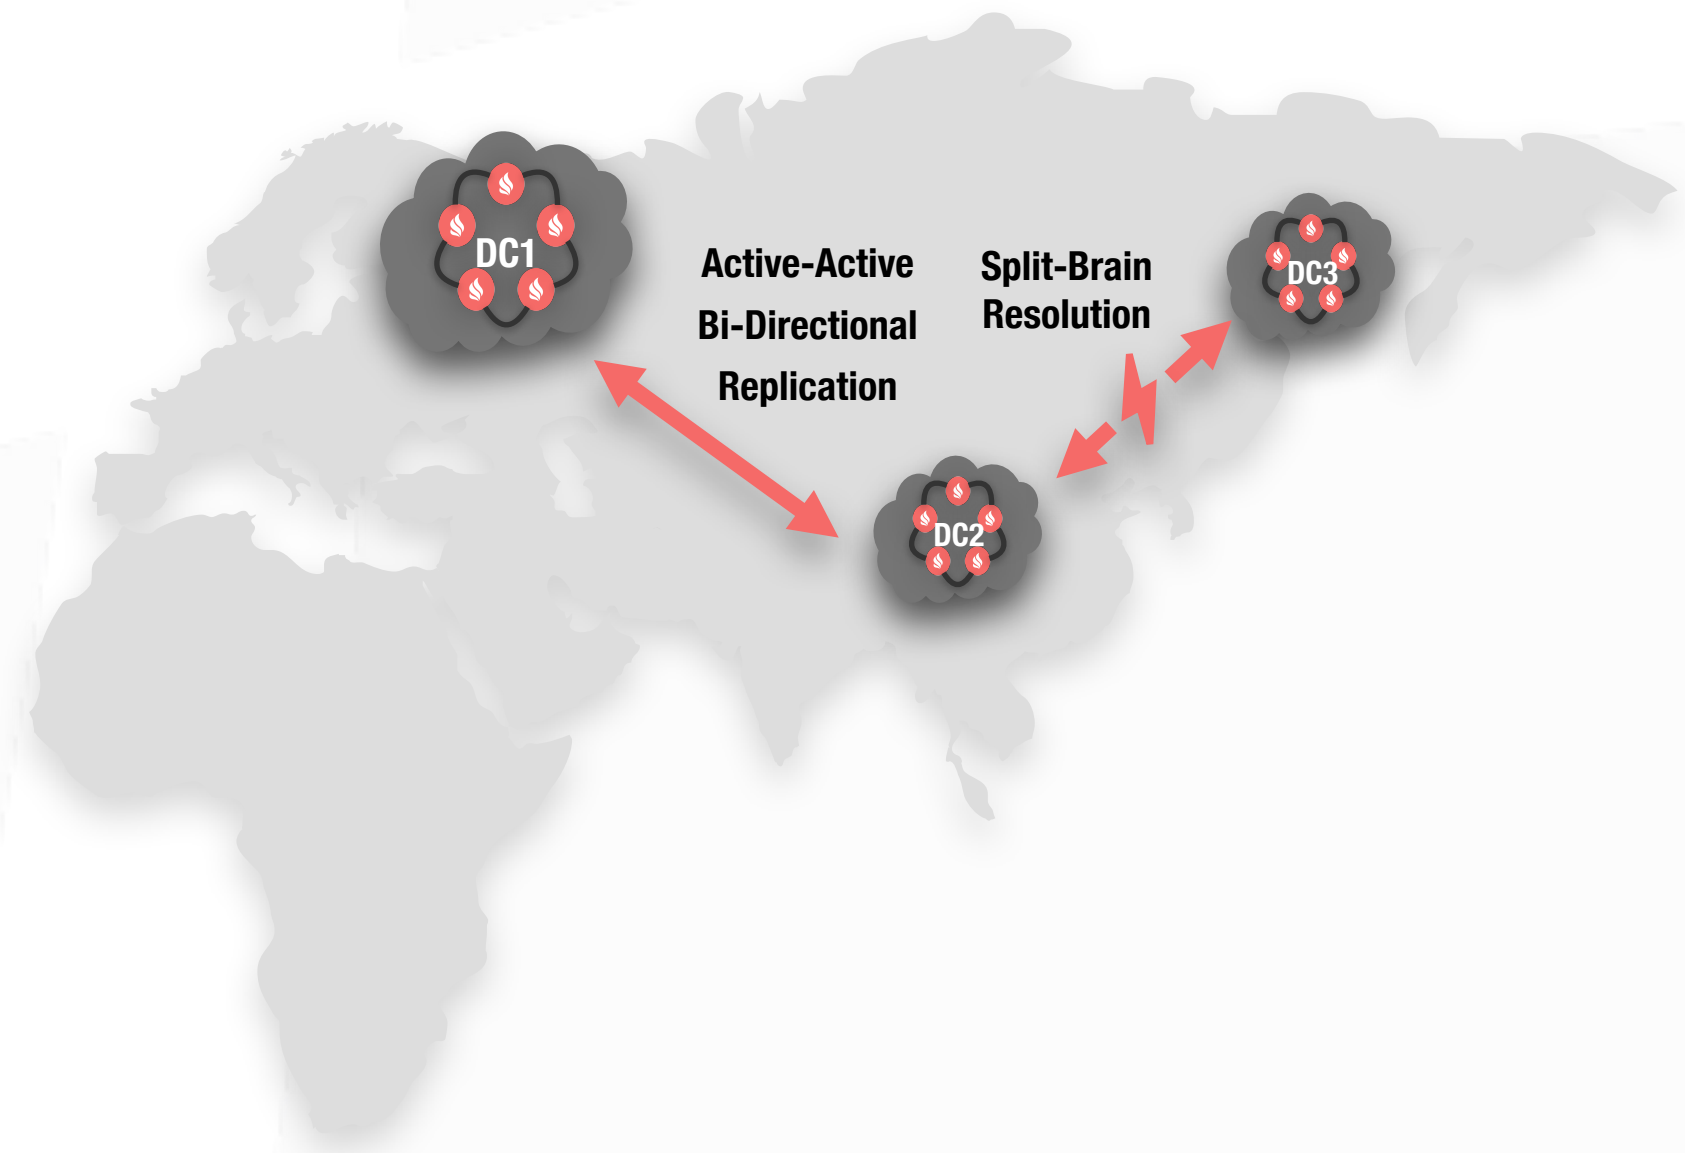 DC1
Active-Active
Bi-Directional
Replication
Split-Brain
Resolution
DC3
DC2